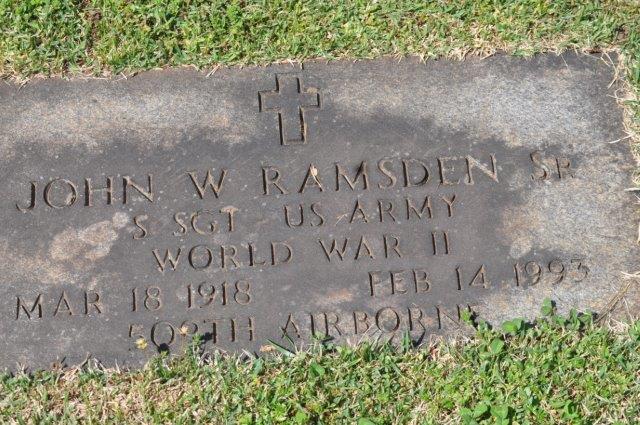 JOHN W RAMSDEN SR
S SGT US ARMY
WORLD WAR II
MAR 18 1918 FEB 14 1993
AIRBORNE